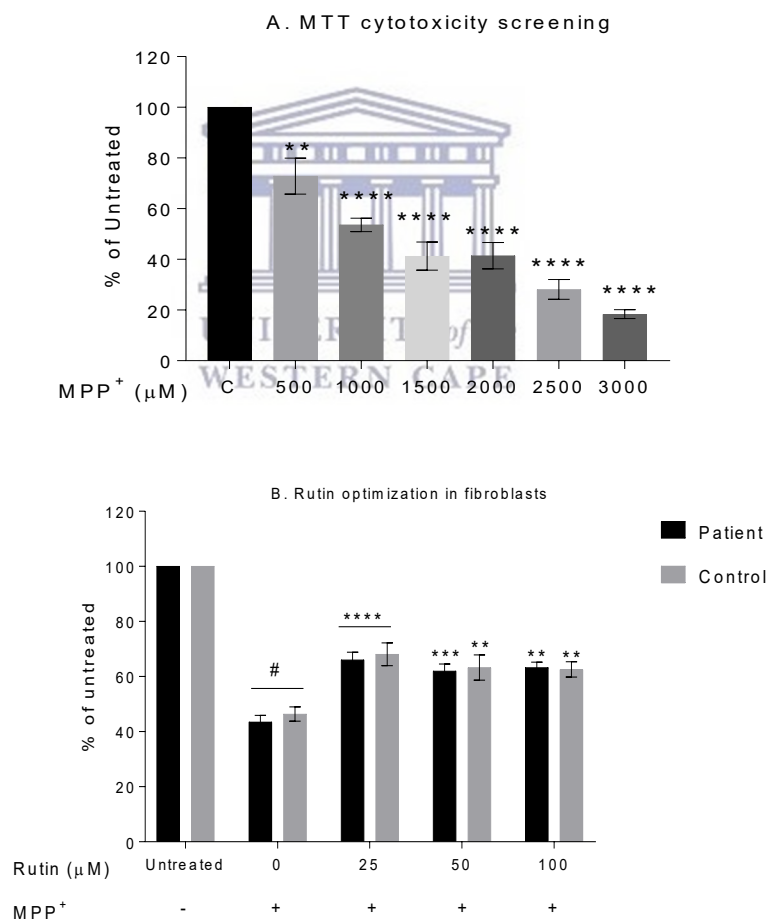 A. MTT cytotoxicity screening
120
100
80
60
40
20
0
% of Untreated
**
****
****
****
****
****
UNIVERSITY of
WESTERN CAPE
MPP+ (μM) C 500 1000 1500 2000 2500 3000
B. Rutin optimization in fibroblasts
120
100
80
60
40
20
0
% of untreated
Patient
Control
#
****
*** ** ** **
Rutin (μM) Untreated 0 25 50 100
MPP+ - + + + +